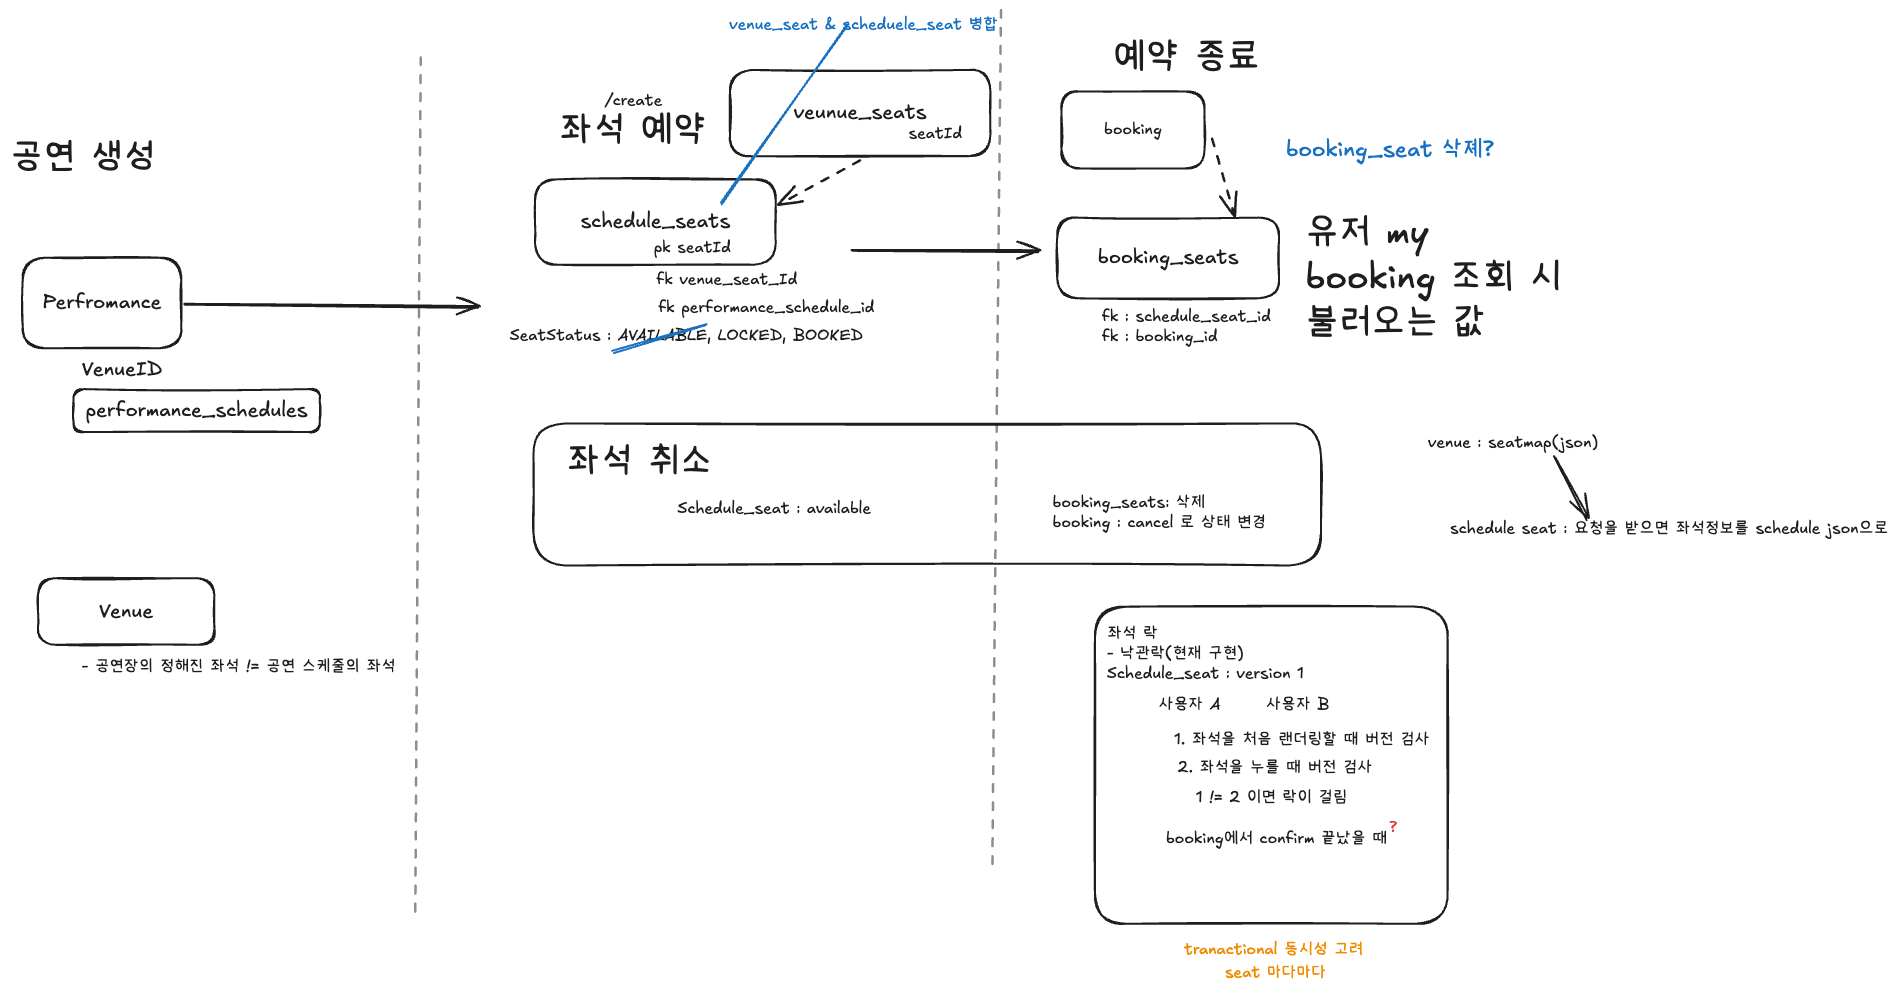 공연 생성
Perfromance
VenueID
performance_schedules
Venue
- 공연장의 정해진 좌석 != 공연 스케줄의 좌석
venue_seat & scheduele_seat 병합
/create
좌석 예약
veunue_seats
seatId
schedule_seats
pk seatId
fk venue_seat_Id
fk performance_schedule_id
SeatStatus : AVAILABLE, LOCKED, BOOKED
예약 종료
booking
booking_seat 삭제?
booking_seats
fk : schedule_seat_id
fk : booking_id
유저 my
booking 조회 시
불러오는 값
좌석 취소
Schedule_seat : available
booking_seats: 삭제
booking : cancel 로 상태 변경
venue : seatmap(json)
schedule seat : 요청을 받으면 좌석정보를 schedule json으로
좌석 락
- 낙관락(현재 구현)
Schedule_seat : version 1
사용자 A 사용자 B
1. 좌석을 처음 랜더링할 때 버전 검사
2. 좌석을 누를 때 버전 검사
1 != 2 이면 락이 걸림
booking에서 confirm 끝났을 때?
tranactional 동시성 고려
seat 마다마다